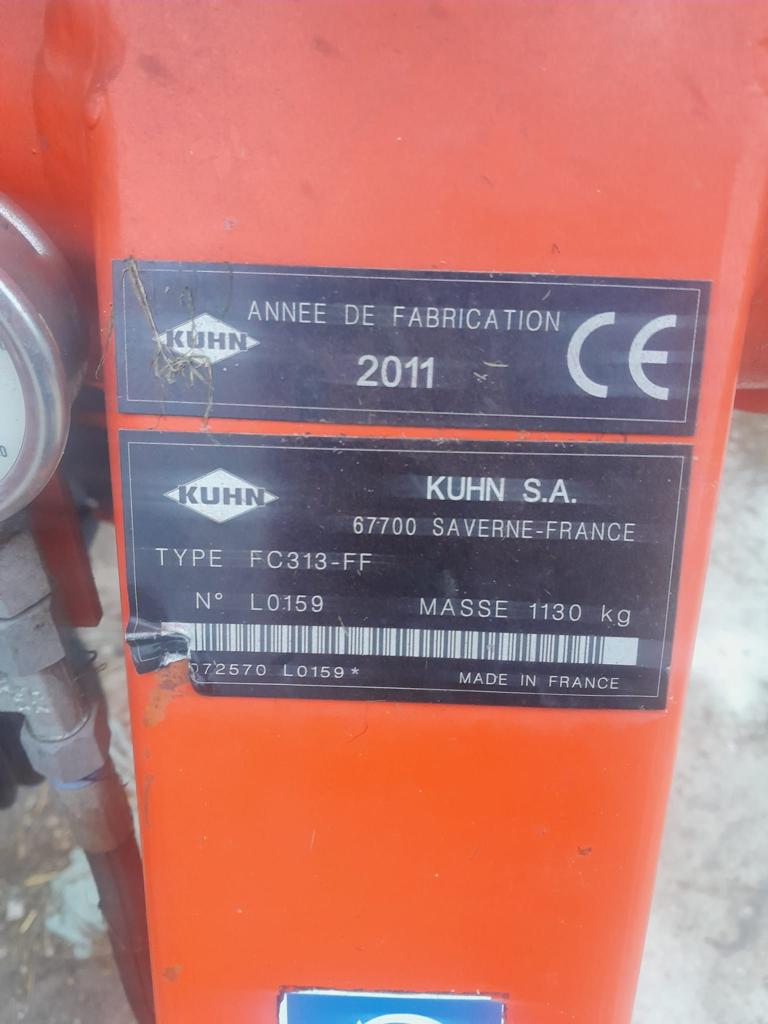 KUHN
ANNEE DE FABRICATION
2011
CE
KUHN
KUHN S.A.
67700 SAVERNE-FRANCE
TYPE FC313-FF
N° L0159 MASSE 1130 kg
072570 L0159*
MADE IN FRANCE